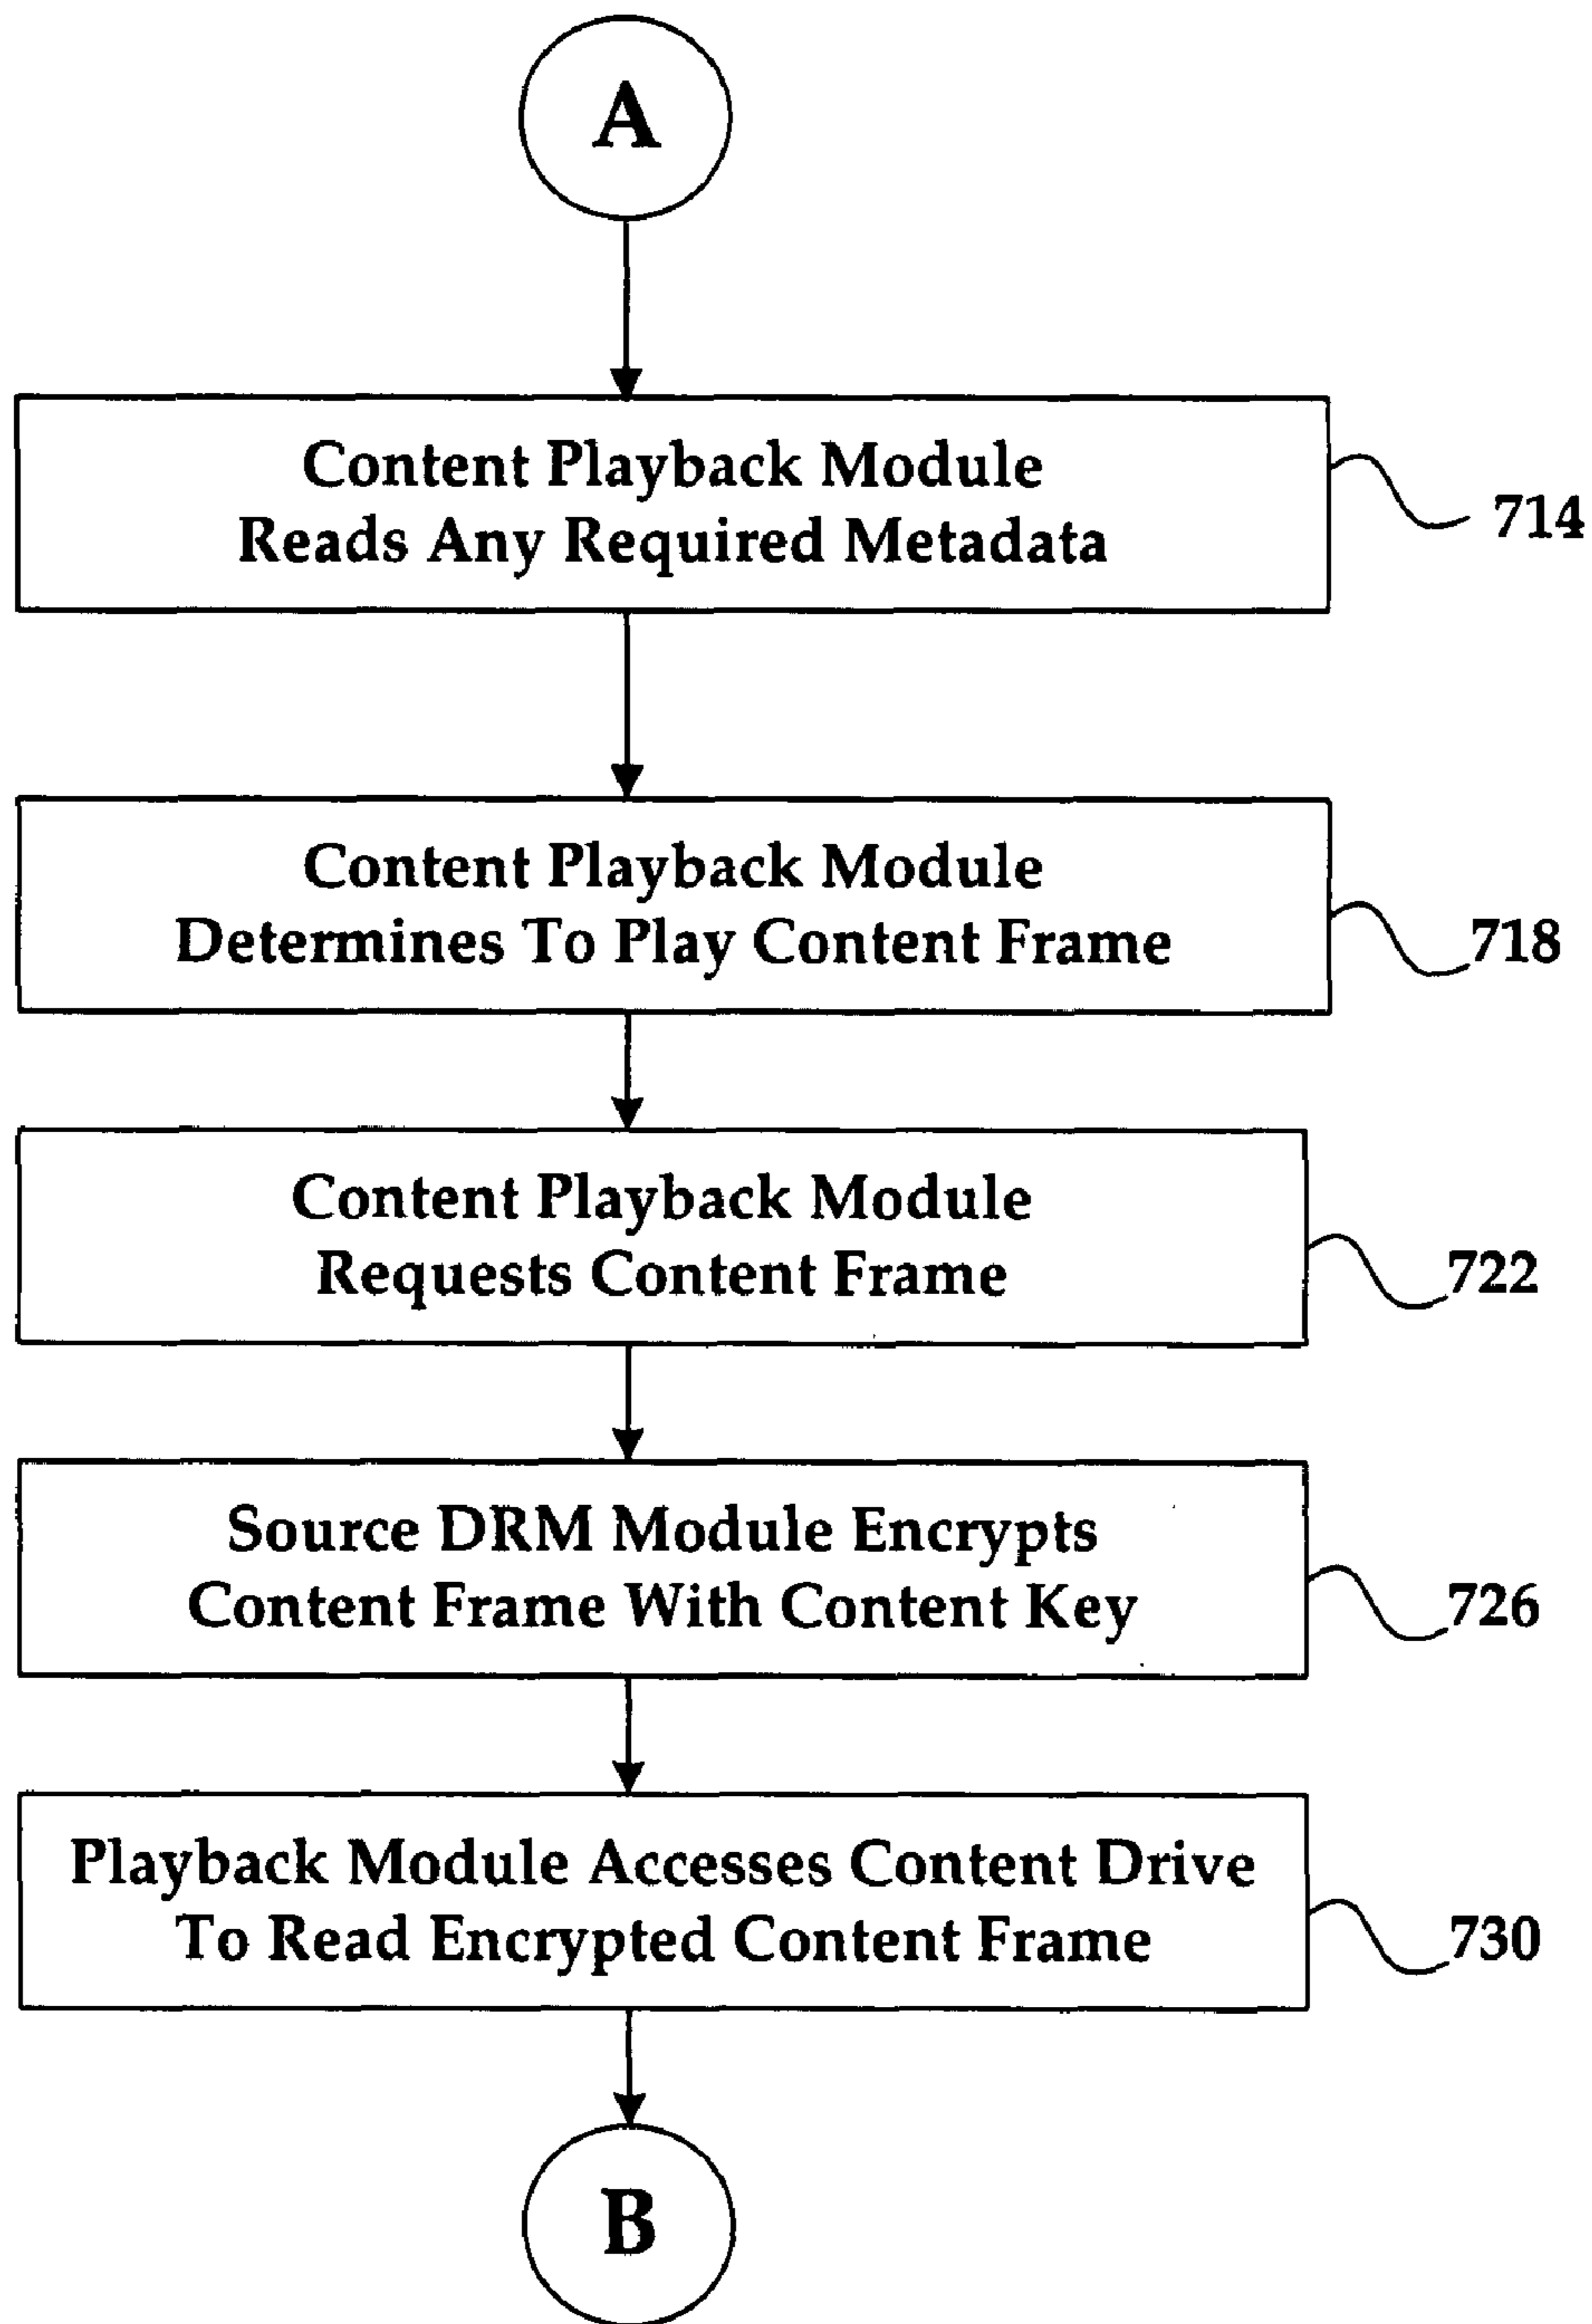 A
Content Playback Module
Reads Any Required Metadata
714
Content Playback Module
Determines To Play Content Frame
718
Content Playback Module
Requests Content Frame
722
Source DRM Module Encrypts
Content Frame With Content Key
726
Playback Module Accesses Content Drive
To Read Encrypted Content Frame
730
B